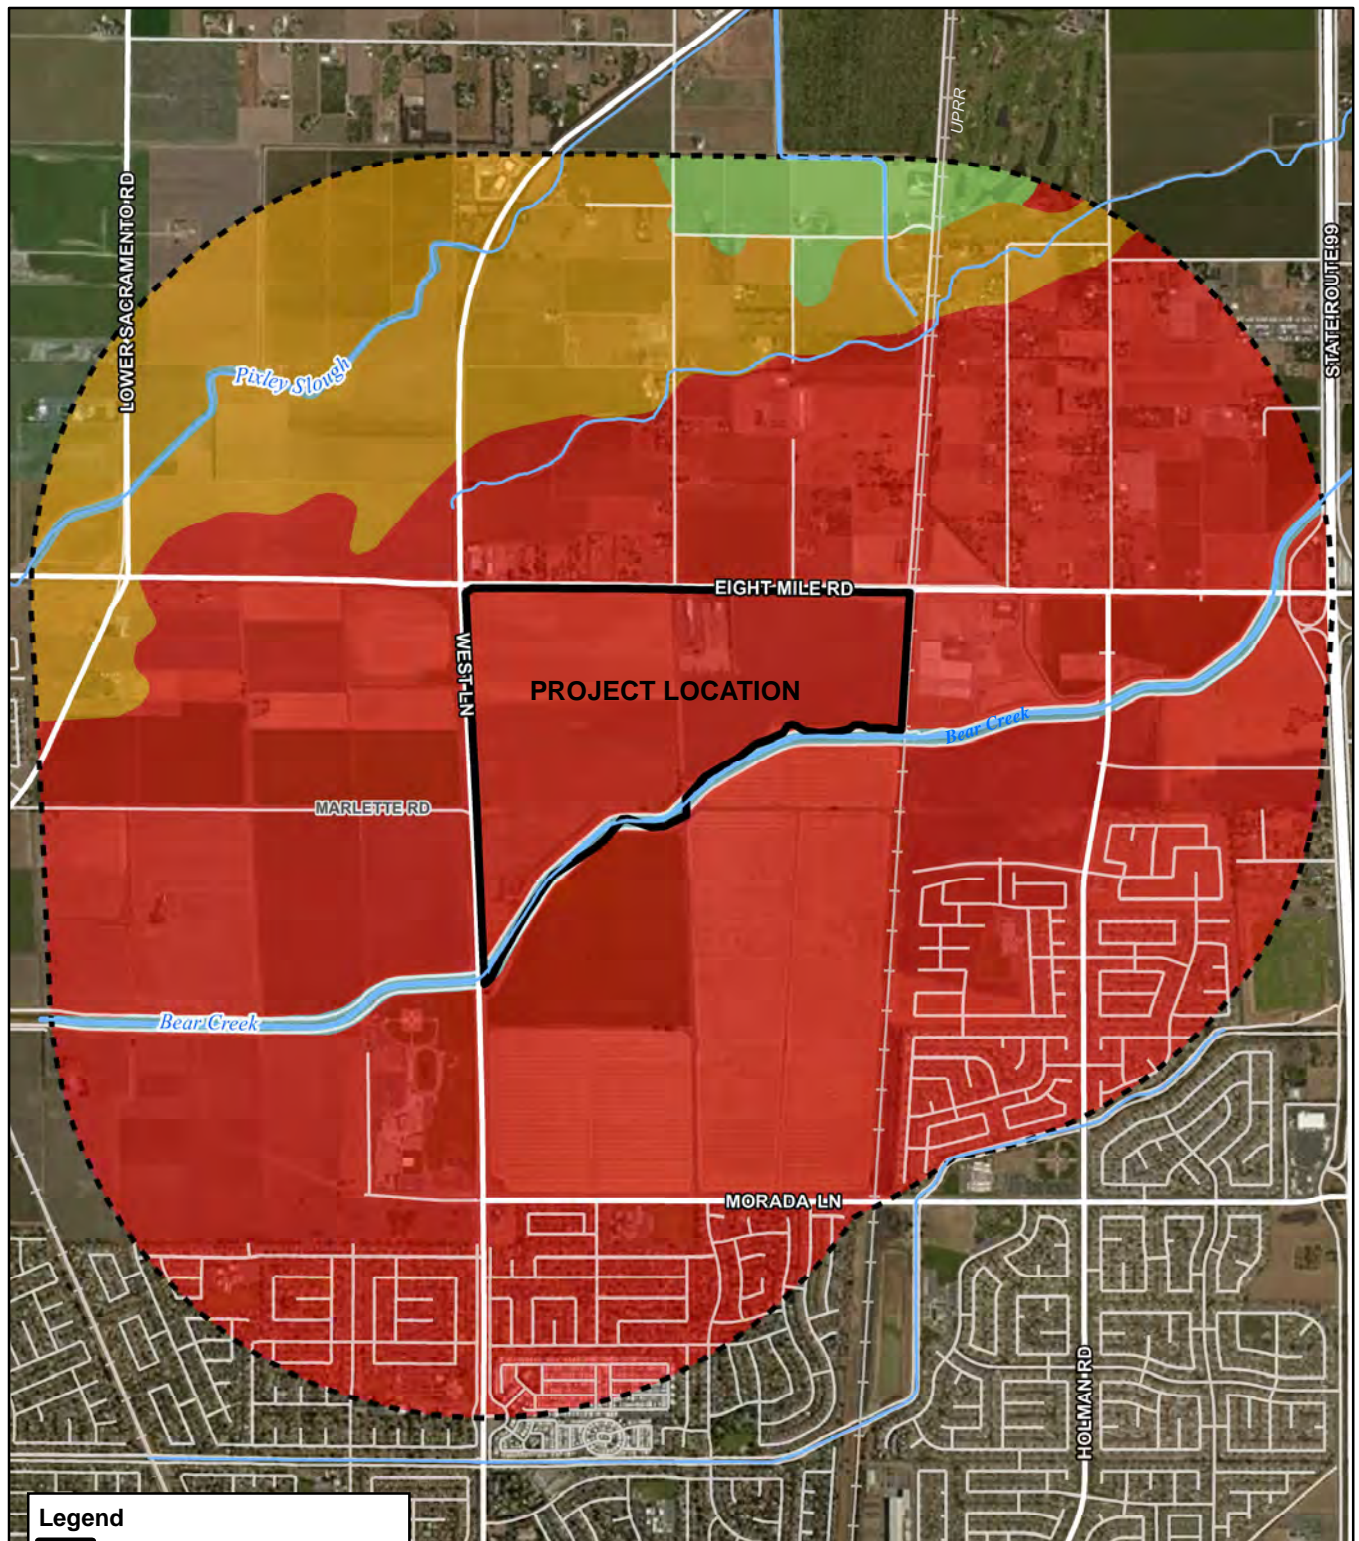 UPRR
LOWER SACRAMENTO RD
STATE ROUTE 99
Pixley Slough
EIGHT MILE RD
WEST LN
PROJECT LOCATION
Bear Creek
MARLETTE RD
Bear Creek
MORADA LN
HOLMAN RD
Legend